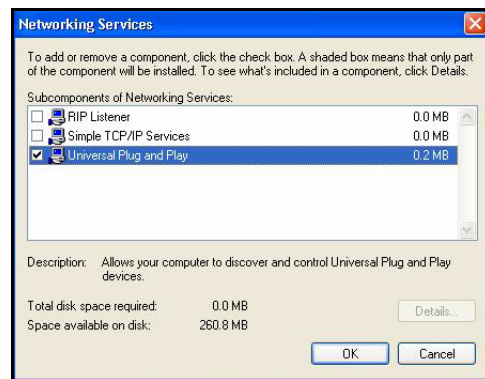 Networking Services
To add or remove a component, click the check box. A shaded box means that only part
of the component will be installed. To see what's included in a component, click Details.
Subcomponents of Networking Services:
RIP Listener 0.0 MB
Simple TCP/IP Services 0.0 MB
Universal Plug and Play 0.2 MB
Description: Allows your computer to discover and control Universal Plug and Play
devices.
Total disk space required: 0.0 MB
Details...
Space available on disk: 260.8 MB
OK Cancel